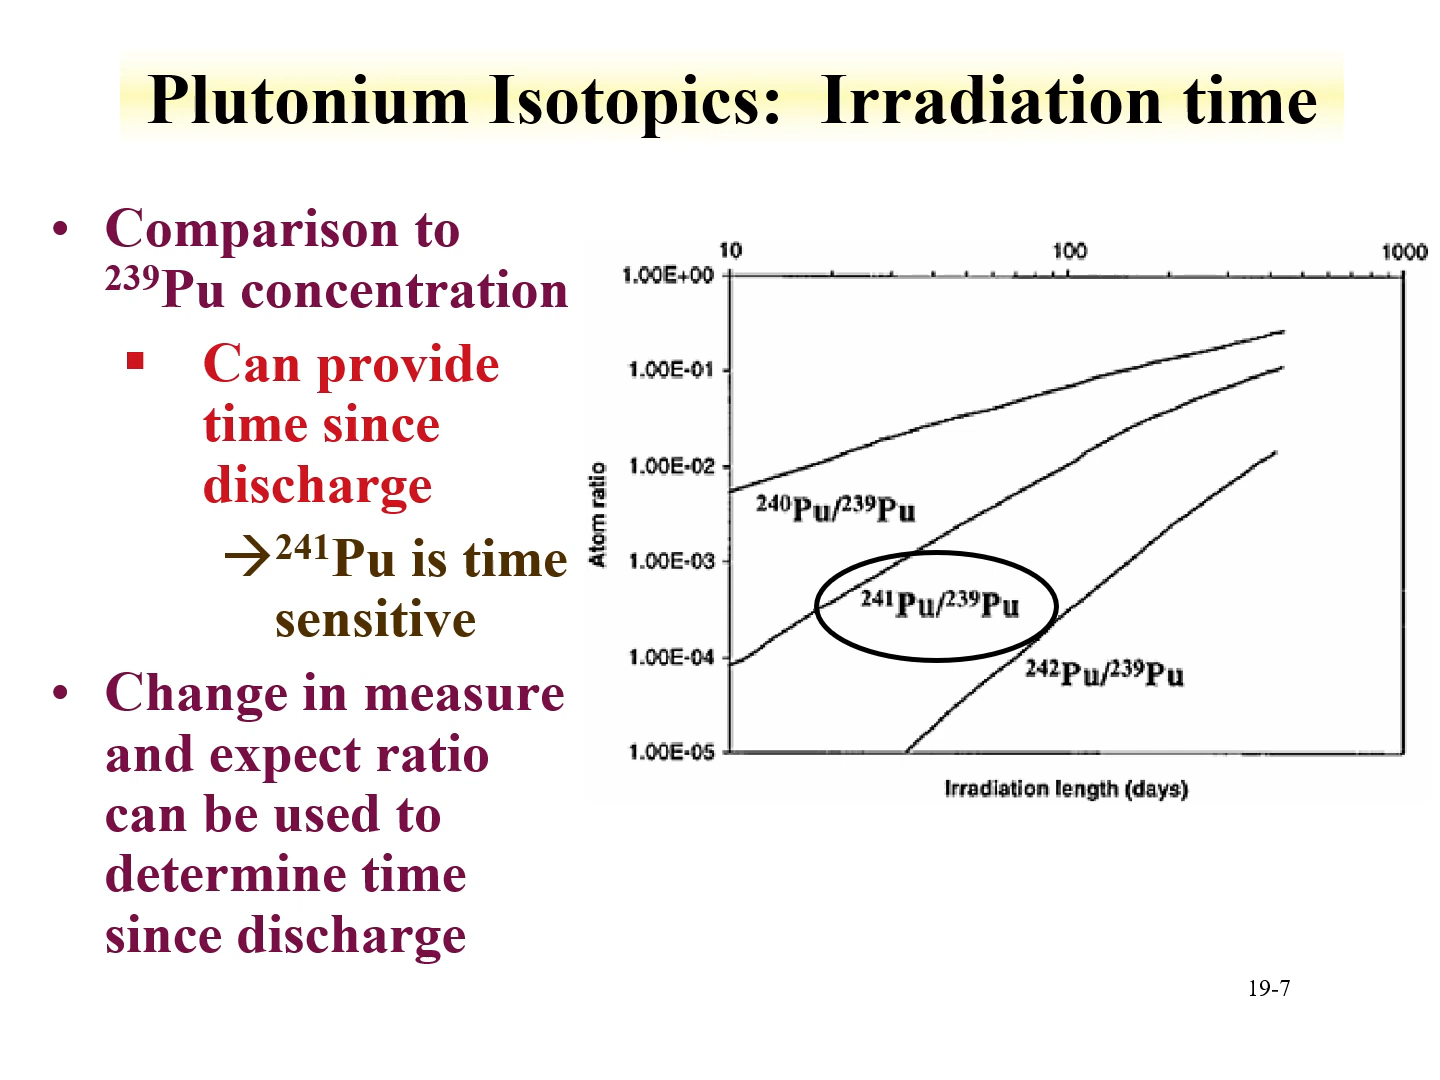 Plutonium Isotopics: Irradiation time
• Comparison to
²³⁹Pu concentration
▪ Can provide
time since
discharge
→²⁴¹Pu is time
sensitive
• Change in measure
and expect ratio
can be used to
determine time
since discharge
10 100 1000
1.00E+00
1.00E-01
1.00E-02
1.00E-03
1.00E-04
1.00E-05
Atom ratio
²⁴⁰Pu/²³⁹Pu
²⁴¹Pu/²³⁹Pu
²⁴²Pu/²³⁹Pu
Irradiation length (days)
19-7